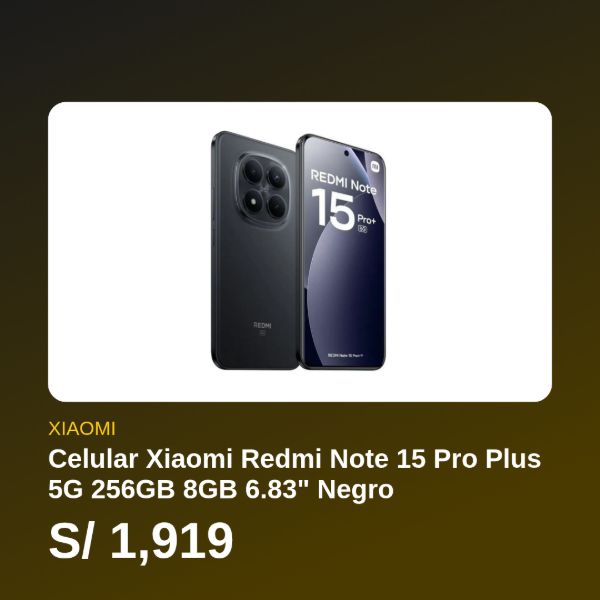 REDMI Note
15 Pro+
5G
REDMI
XIAOMI
Celular Xiaomi Redmi Note 15 Pro Plus
5G 256GB 8GB 6.83" Negro
S/ 1,919